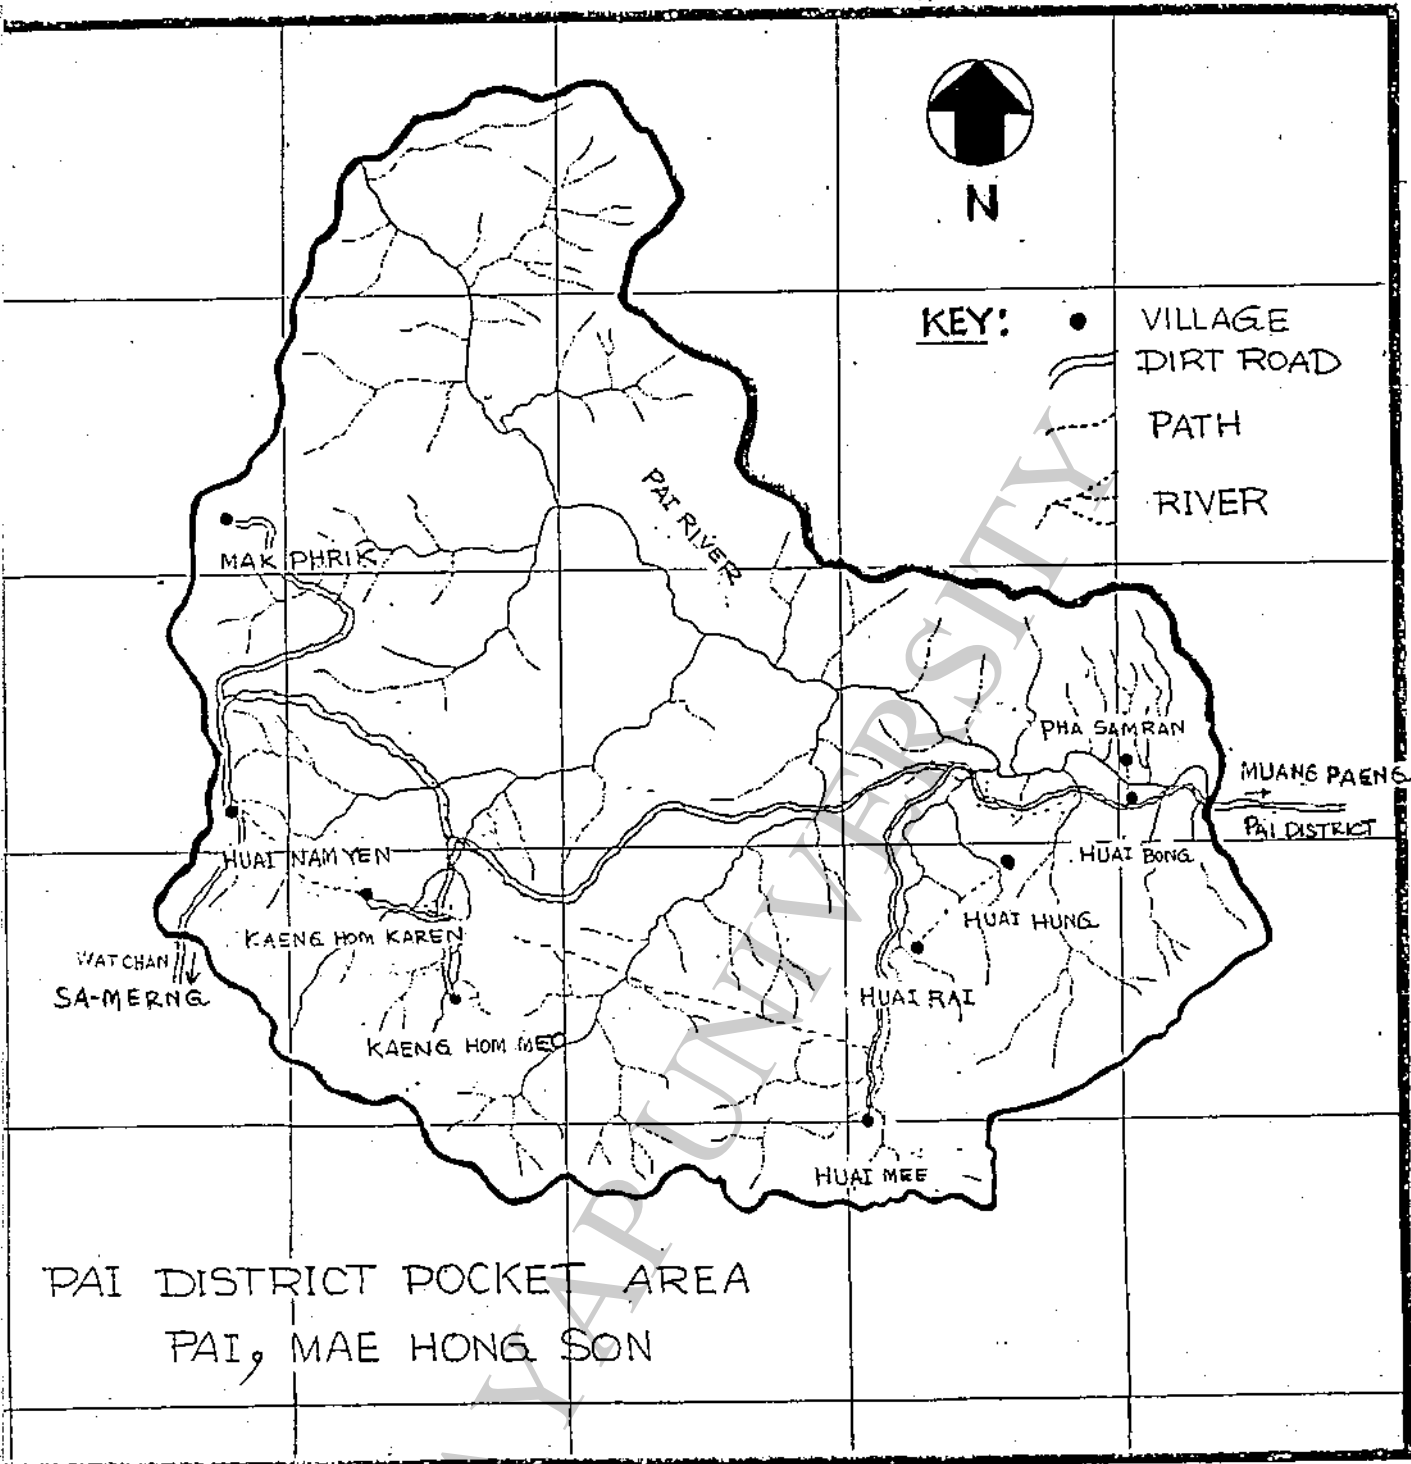 N
KEY:
VILLAGE
DIRT ROAD
PATH
RIVER
PAI RIVER
MAK PHRIK
PHA SAMRAN
MUANG PAENG
PAI DISTRICT
HUAI NAM YEN
HUAI BONG
KAENG HOM KAREN
HUAI HUNG
WAT CHAN
SA-MERNG
HUAI RAI
KAENG HOM MEO
HUAI MEE
PAI DISTRICT POCKET AREA
PAI, MAE HONG SON
YAP UNIVERSITY